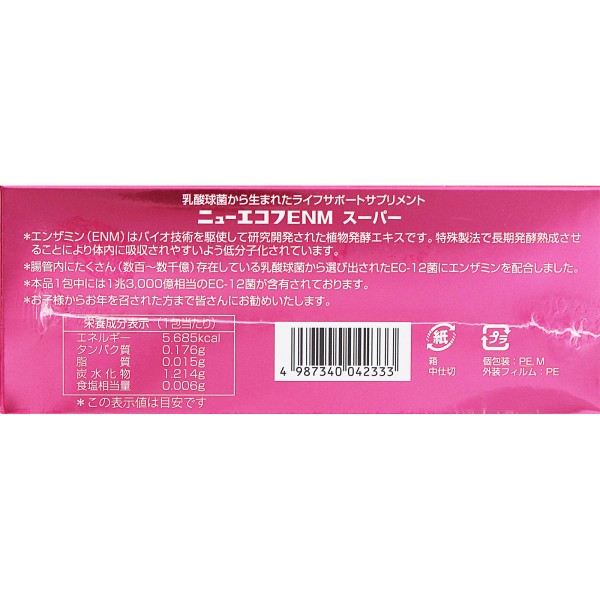 乳酸球菌から生まれたライフサポートサプリメント
ニューエコフENM スーパー
*エンザミン(ENM)はバイオ技術を駆使して研究開発された植物発酵エキスです。特殊製法で長期発酵熟成させ
ることにより体内に吸収されやすいよう低分子化されています。
*腸管内にたくさん(数百〜数千億)存在している乳酸球菌から選び出されたEC-12菌にエンザミンを配合しました。
*本品1包中には1兆3,000億相当のEC-12菌が含有されております。
*お子様からお年を召された方まで皆さんにお勧めいたします。
栄養成分表示(1包当たり)
エネルギー 5.685kcal
タンパク質 0.176g
脂質 0.015g
炭水化物 1.214g
食塩相当量 0.006g
*この表示値は目安です
4 987340 042333
紙
箱
中仕切
プラ
個包装:PE,M
外装フィルム:PE